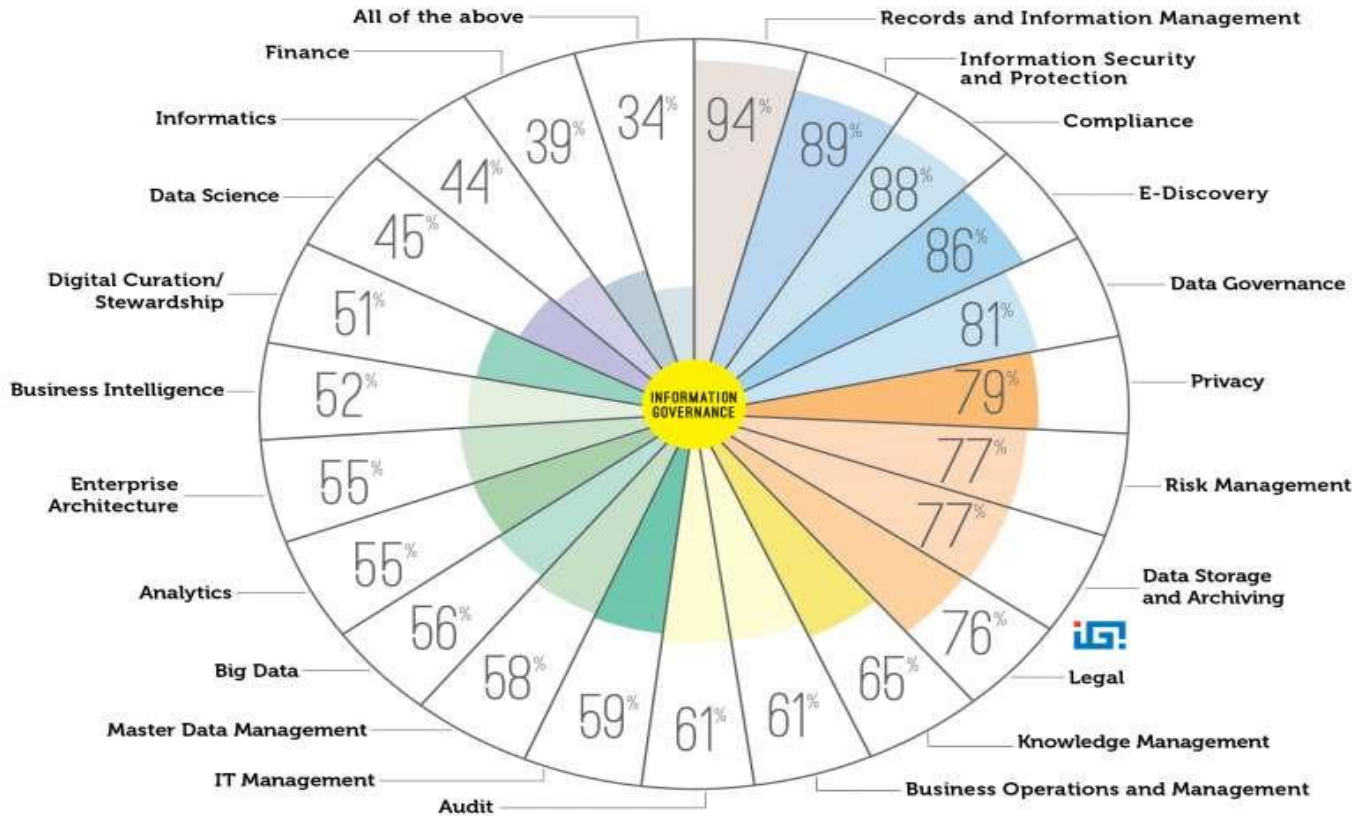 All of the above
Records and Information Management
94%
Information Security
and Protection
89%
Compliance
88%
E-Discovery
86%
Data Governance
81%
Privacy
79%
Risk Management
77%
Data Storage
and Archiving
77%
iG!
Legal
76%
Knowledge Management
65%
Business Operations and Management
61%
Audit
61%
IT Management
59%
Master Data Management
58%
Big Data
56%
Analytics
55%
Enterprise
Architecture
55%
Business Intelligence
52%
Digital Curation/
Stewardship
51%
Data Science
45%
Informatics
44%
Finance
39%
34%
INFORMATION
GOVERNANCE